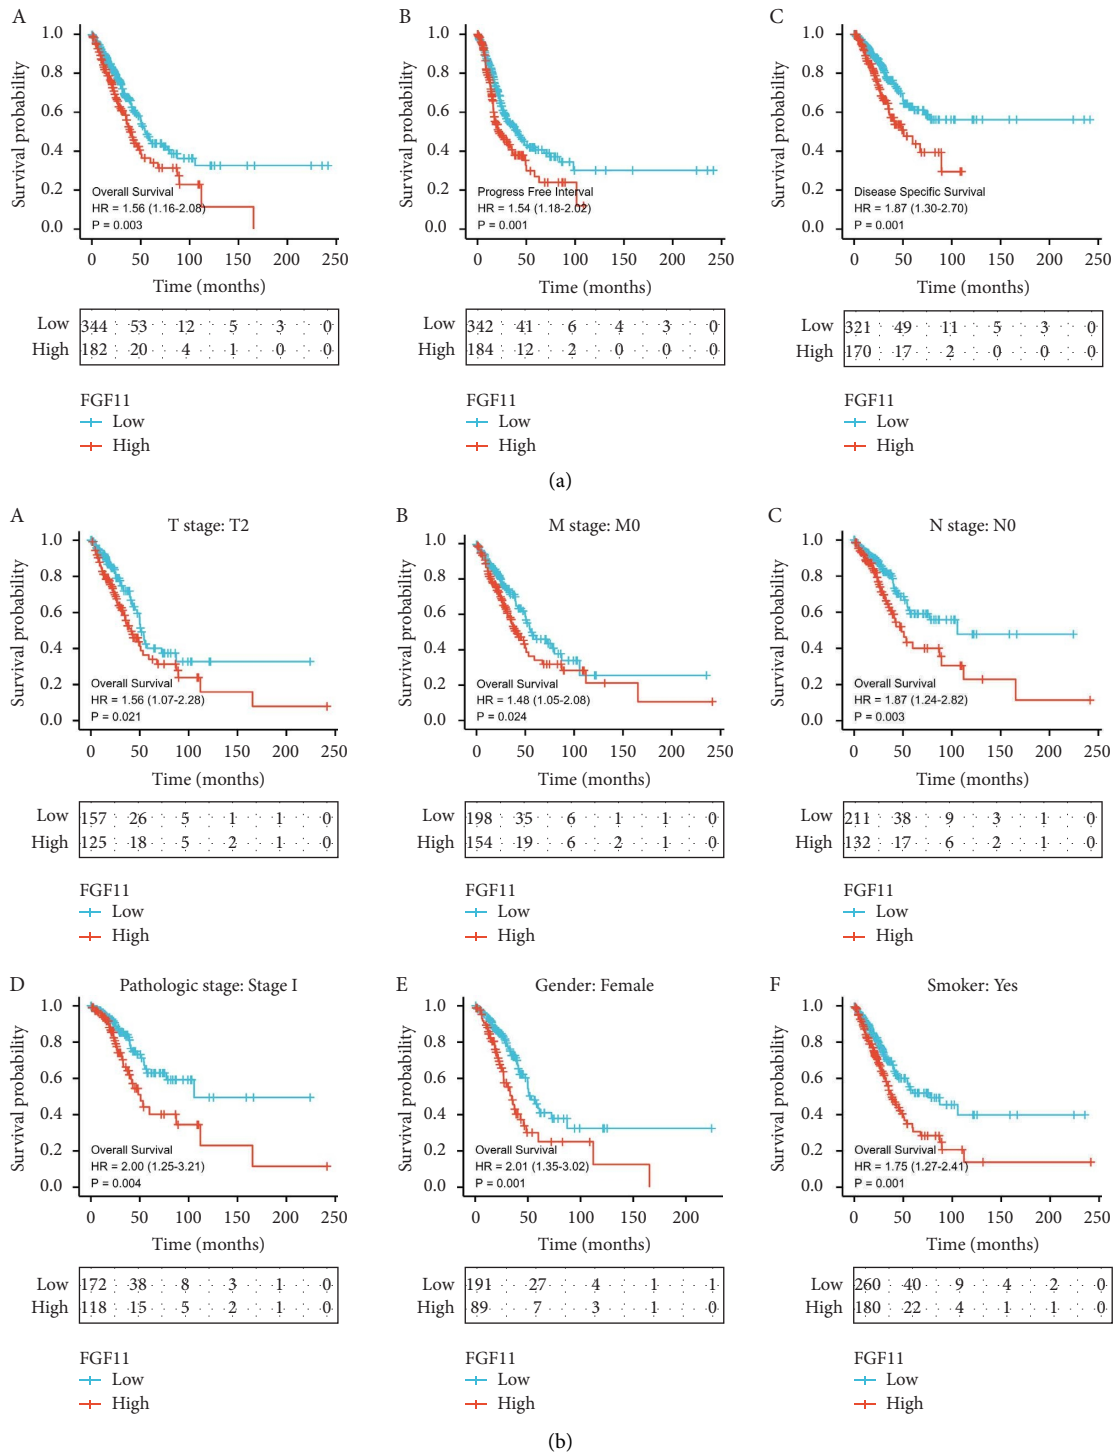 A
Survival probability
1.0
0.8
0.6
0.4
0.2
0.0
Overall Survival
HR = 1.56 (1.16-2.08)
P = 0.003
0 50 100 150 200 250
Time (months)
Low 344 53 12 5 3 0
High 182 20 4 1 0 0
FGF11
Low
High
B
Survival probability
1.0
0.8
0.6
0.4
0.2
0.0
Progress Free Interval
HR = 1.54 (1.18-2.02)
P = 0.001
0 50 100 150 200 250
Time (months)
Low 342 41 6 4 3 0
High 184 12 2 0 0 0
FGF11
Low
High
C
Survival probability
1.0
0.8
0.6
0.4
0.2
0.0
Disease Specific Survival
HR = 1.87 (1.30-2.70)
P = 0.001
0 50 100 150 200 250
Time (months)
Low 321 49 11 5 3 0
High 170 17 2 0 0 0
FGF11
Low
High
(a)
A
T stage: T2
Survival probability
1.0
0.8
0.6
0.4
0.2
0.0
Overall Survival
HR = 1.56 (1.07-2.28)
P = 0.021
0 50 100 150 200 250
Time (months)
Low 157 26 5 1 1 0
High 125 18 5 2 1 0
FGF11
Low
High
B
M stage: M0
Survival probability
1.0
0.8
0.6
0.4
0.2
0.0
Overall Survival
HR = 1.48 (1.05-2.08)
P = 0.024
0 50 100 150 200 250
Time (months)
Low 198 35 6 1 1 0
High 154 19 6 2 1 0
FGF11
Low
High
C
N stage: N0
Survival probability
1.0
0.8
0.6
0.4
0.2
0.0
Overall Survival
HR = 1.87 (1.24-2.82)
P = 0.003
0 50 100 150 200 250
Time (months)
Low 211 38 9 3 1 0
High 132 17 6 2 1 0
FGF11
Low
High
D
Pathologic stage: Stage I
Survival probability
1.0
0.8
0.6
0.4
0.2
0.0
Overall Survival
HR = 2.00 (1.25-3.21)
P = 0.004
0 50 100 150 200 250
Time (months)
Low 172 38 8 3 1 0
High 118 15 5 2 1 0
FGF11
Low
High
E
Gender: Female
Survival probability
1.0
0.8
0.6
0.4
0.2
0.0
Overall Survival
HR = 2.01 (1.35-3.02)
P = 0.001
0 50 100 150 200
Time (months)
Low 191 27 4 1 1
High 89 7 3 1 0
FGF11
Low
High
F
Smoker: Yes
Survival probability
1.0
0.8
0.6
0.4
0.2
0.0
Overall Survival
HR = 1.75 (1.27-2.41)
P = 0.001
0 50 100 150 200 250
Time (months)
Low 260 40 9 4 2 0
High 180 22 4 1 1 0
FGF11
Low
High
(b)